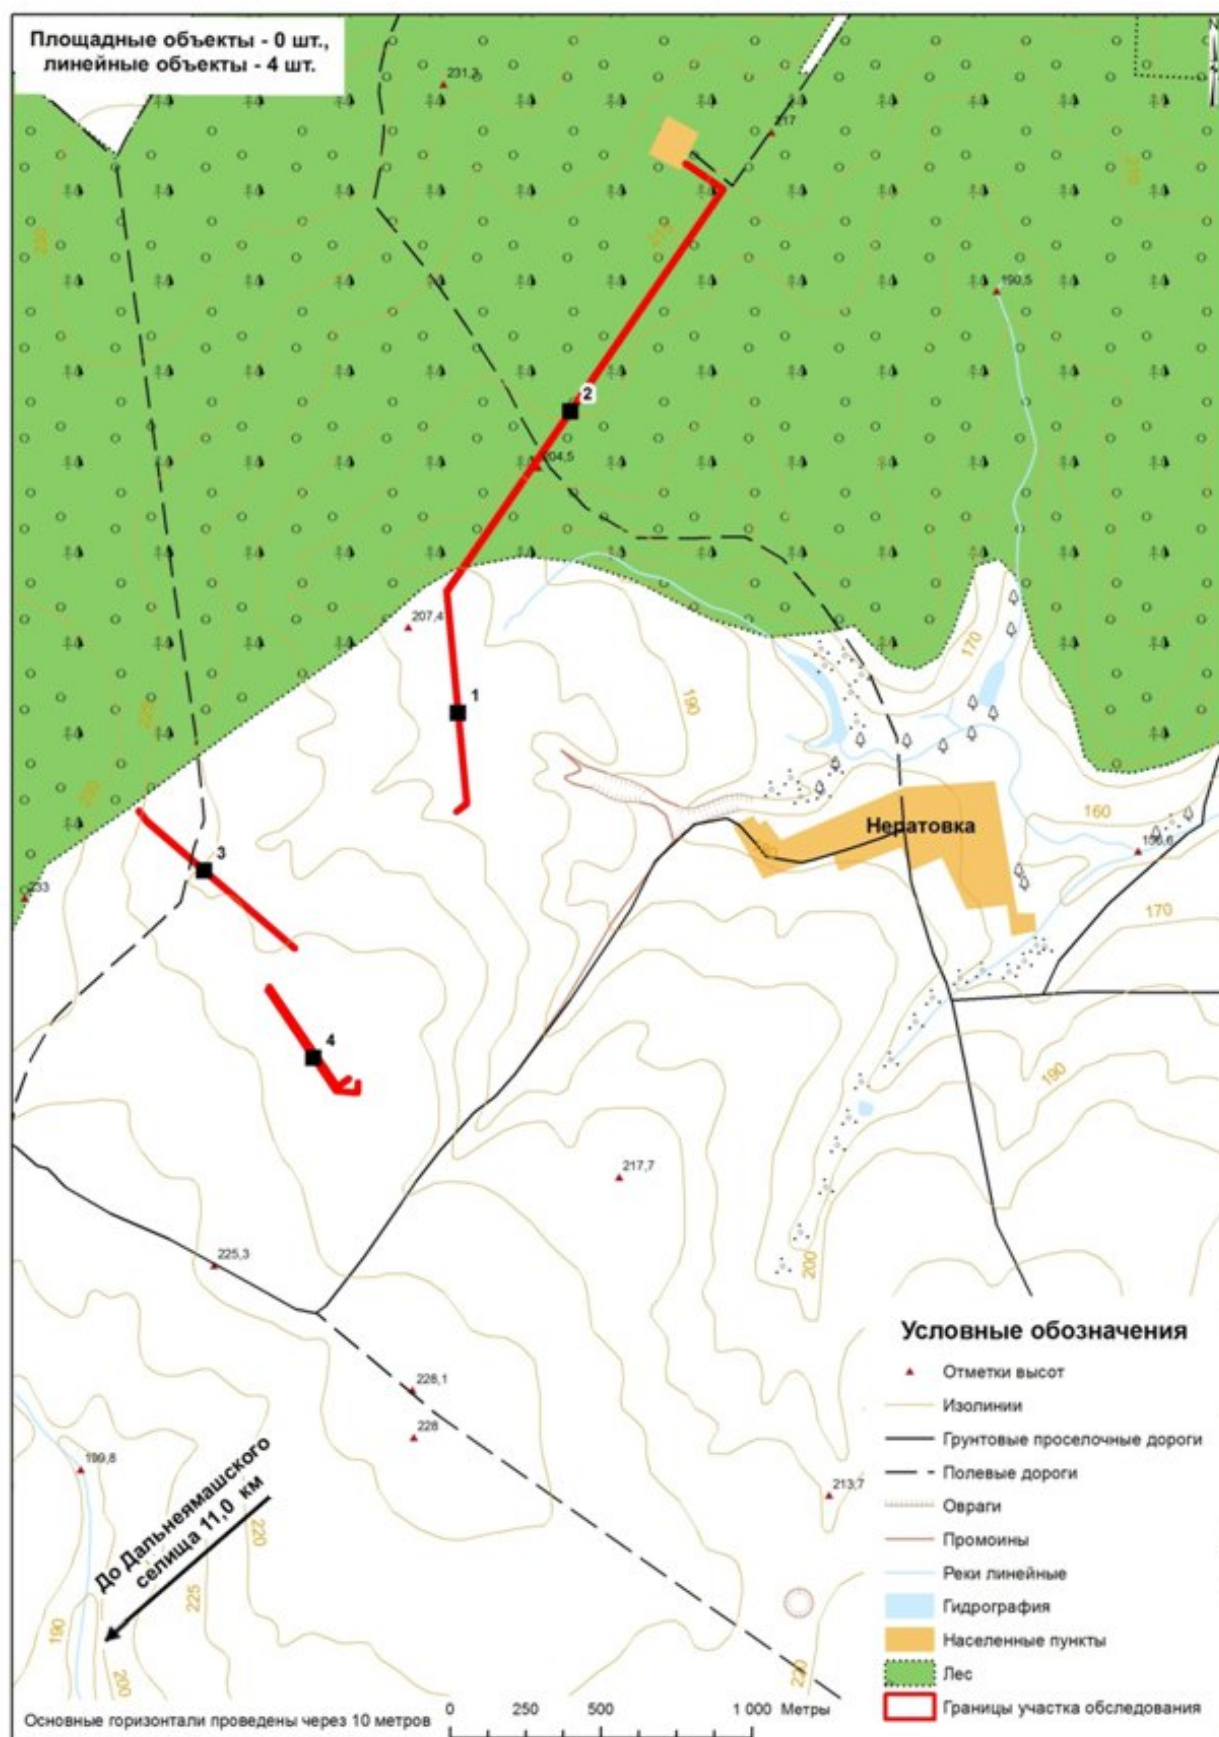 Площадные объекты - 0 шт.,
линейные объекты - 4 шт.
231,2
217
210
220
190,5
2
204,5
207,4
170
220
190
1
230
160
Нератовка
156,6
3
233
170
4
190
217,7
200
225,3
228,1
228
213,7
199,8
До Дальнеямашского
селища 11,0 км
220
225
190
200
220
Условные обозначения
Отметки высот
Изолинии
Грунтовые проселочные дороги
Полевые дороги
Овраги
Промоины
Реки линейные
Гидрография
Населенные пункты
Лес
Границы участка обследования
Основные горизонтали проведены через 10 метров
0 250 500 1 000 Метры